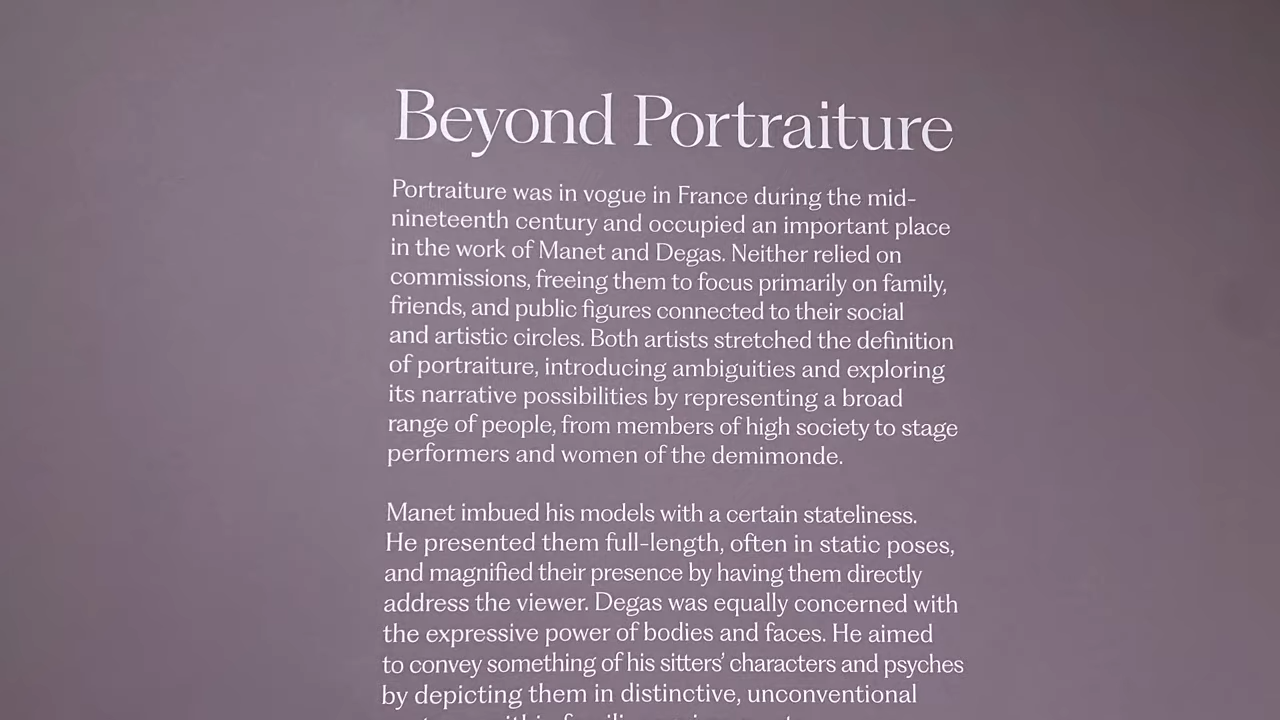 Beyond Portraiture
Portraiture was in vogue in France during the mid-
nineteenth century and occupied an important place
in the work of Manet and Degas. Neither relied on
commissions, freeing them to focus primarily on family,
friends, and public figures connected to their social
and artistic circles. Both artists stretched the definition
of portraiture, introducing ambiguities and exploring
its narrative possibilities by representing a broad
range of people, from members of high society to stage
performers and women of the demimonde.
Manet imbued his models with a certain stateliness.
He presented them full-length, often in static poses,
and magnified their presence by having them directly
address the viewer. Degas was equally concerned with
the expressive power of bodies and faces. He aimed
to convey something of his sitters’ characters and psyches
by depicting them in distinctive, unconventional